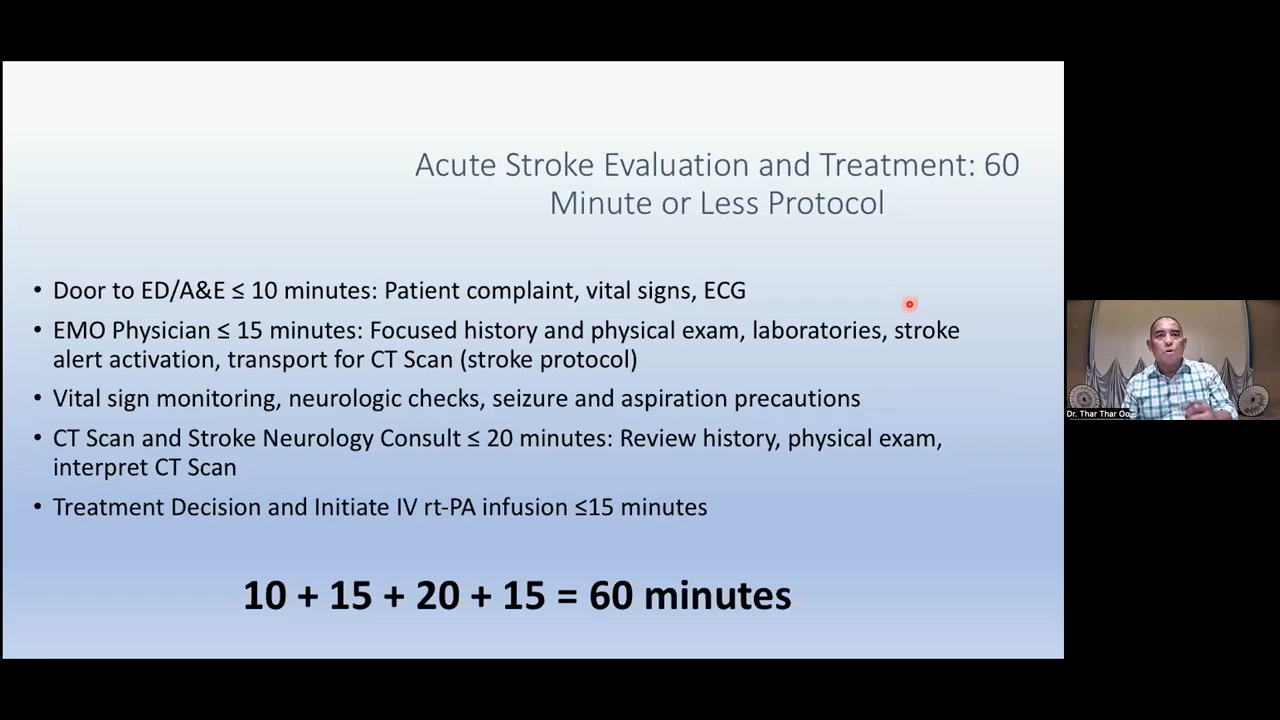 Acute Stroke Evaluation and Treatment: 60
Minute or Less Protocol
• Door to ED/A&E ≤ 10 minutes: Patient complaint, vital signs, ECG
• EMO Physician ≤ 15 minutes: Focused history and physical exam, laboratories, stroke
alert activation, transport for CT Scan (stroke protocol)
• Vital sign monitoring, neurologic checks, seizure and aspiration precautions
• CT Scan and Stroke Neurology Consult ≤ 20 minutes: Review history, physical exam,
interpret CT Scan
• Treatment Decision and Initiate IV rt-PA infusion ≤15 minutes
10 + 15 + 20 + 15 = 60 minutes
Dr. Thar Thar Oo